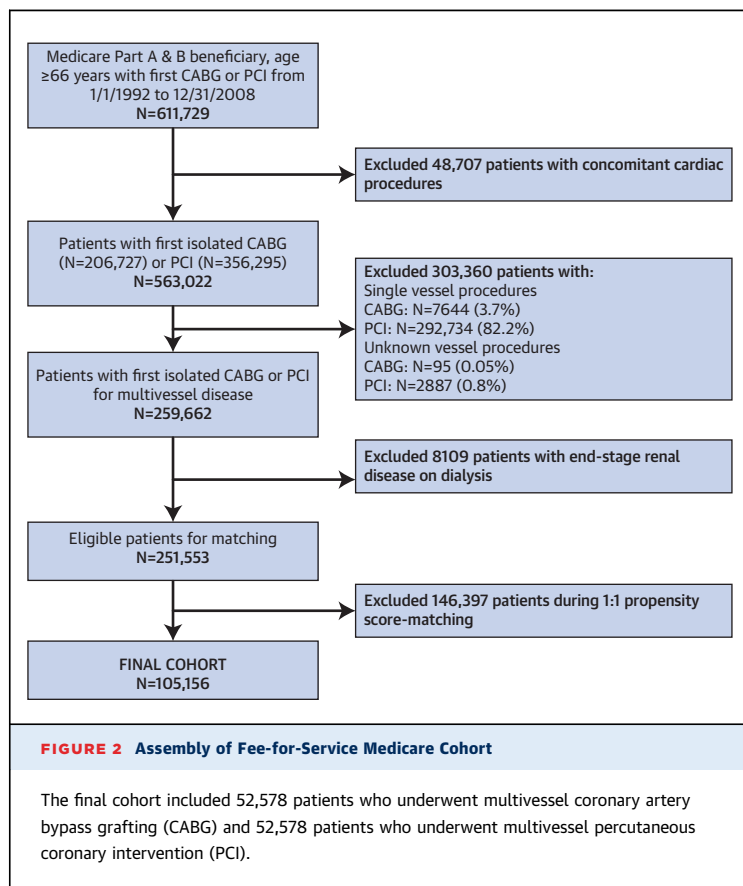 Medicare Part A & B beneficiary, age
≥66 years with first CABG or PCI from
1/1/1992 to 12/31/2008
N=611,729
Excluded 48,707 patients with concomitant cardiac
procedures
Patients with first isolated CABG
(N=206,727) or PCI (N=356,295)
N=563,022
Excluded 303,360 patients with:
Single vessel procedures
CABG: N=7644 (3.7%)
PCI: N=292,734 (82.2%)
Unknown vessel procedures
CABG: N=95 (0.05%)
PCI: N=2887 (0.8%)
Patients with first isolated CABG or PCI
for multivessel disease
N=259,662
Excluded 8109 patients with end-stage renal
disease on dialysis
Eligible patients for matching
N=251,553
Excluded 146,397 patients during 1:1 propensity
score-matching
FINAL COHORT
N=105,156
FIGURE 2 Assembly of Fee-for-Service Medicare Cohort
The final cohort included 52,578 patients who underwent multivessel coronary artery
bypass grafting (CABG) and 52,578 patients who underwent multivessel percutaneous
coronary intervention (PCI).